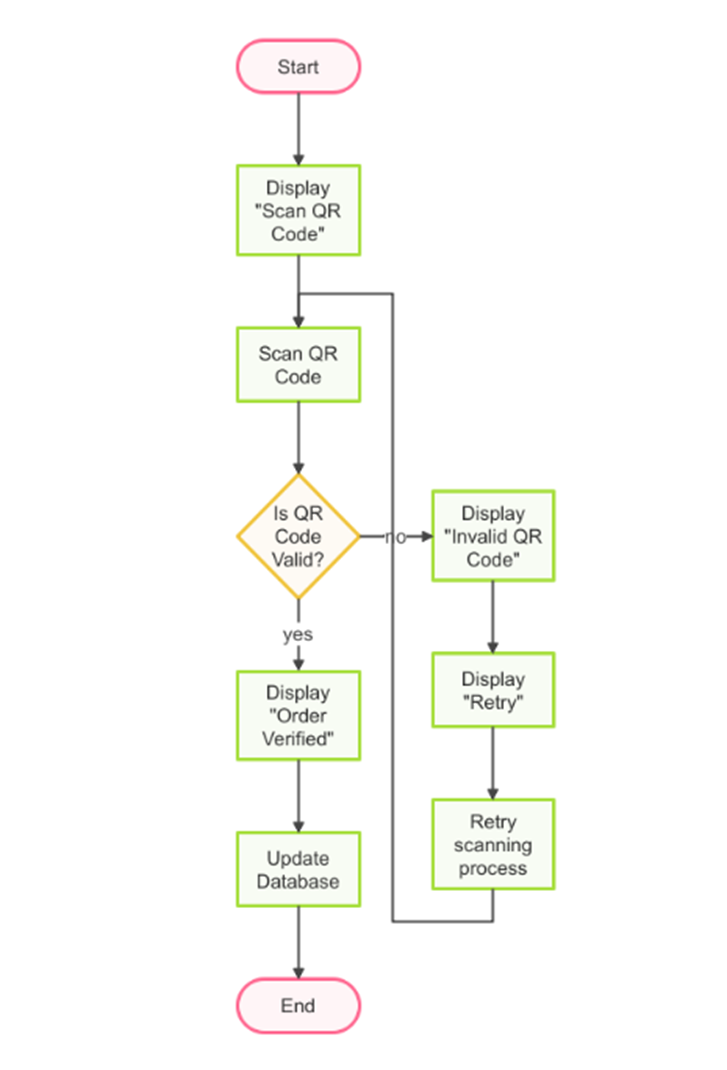 Start
Display
"Scan QR
Code"
Scan QR
Code
Is QR
Code
Valid?
no
Display
"Invalid QR
Code"
Display
"Retry"
Retry
scanning
process
yes
Display
"Order
Verified"
Update
Database
End